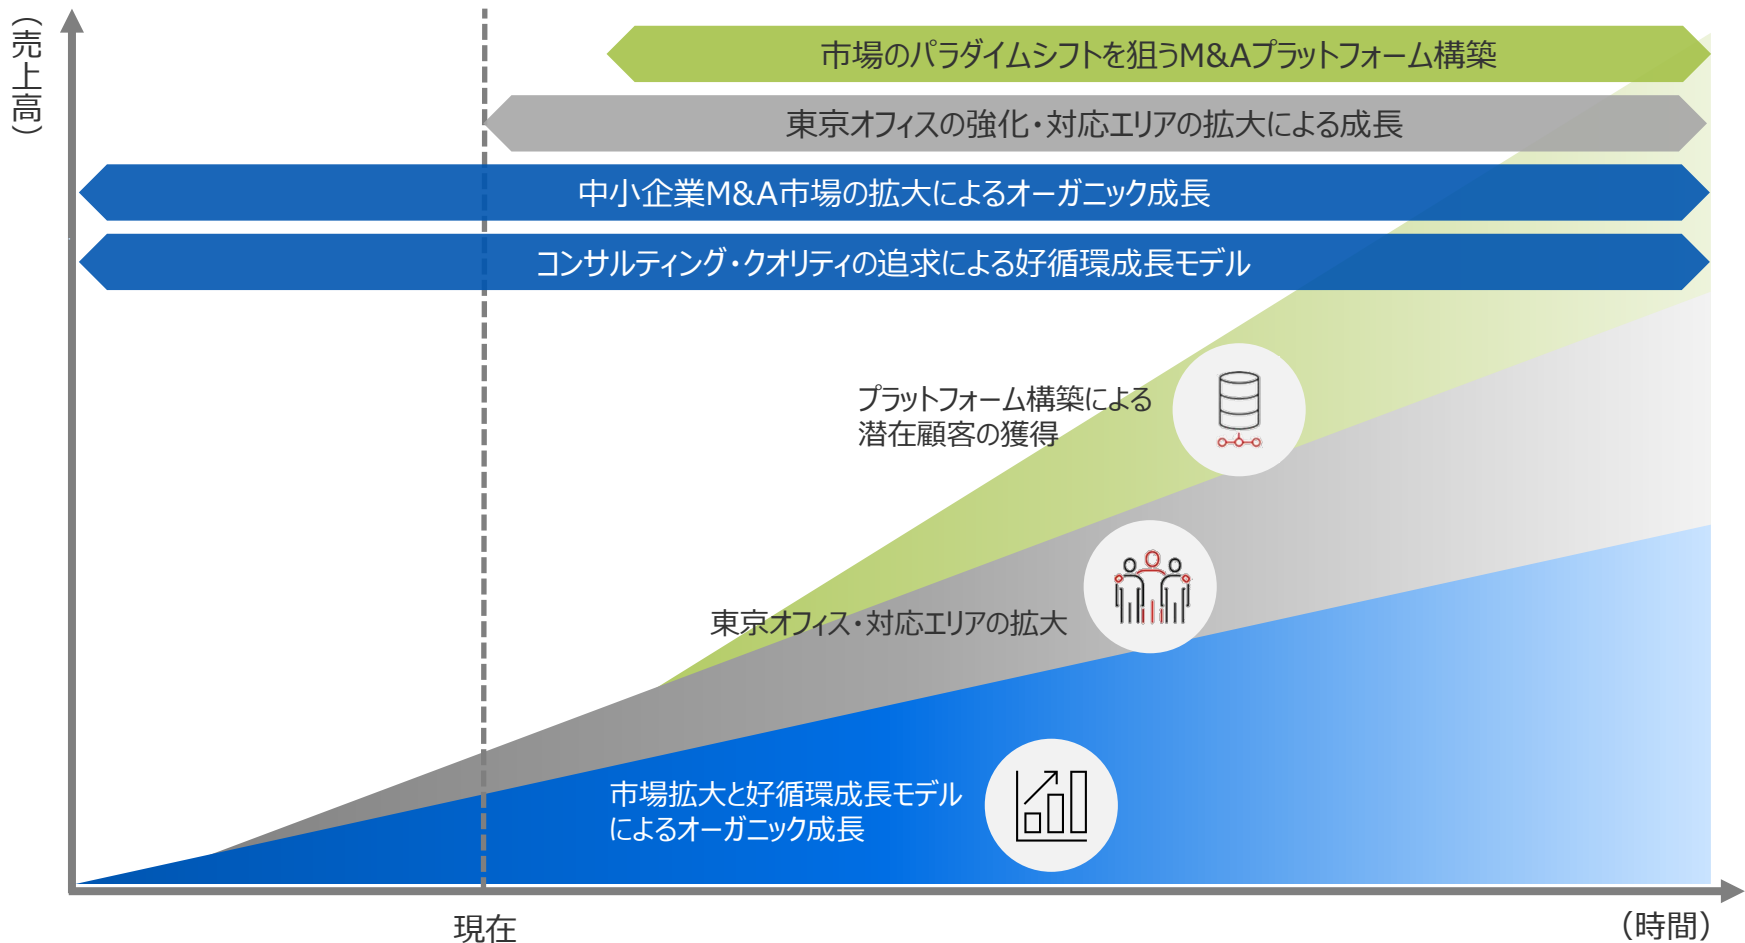 （売上高）
市場のパラダイムシフトを狙うM&Aプラットフォーム構築
東京オフィスの強化・対応エリアの拡大による成長
中小企業M&A市場の拡大によるオーガニック成長
コンサルティング・クオリティの追求による好循環成長モデル
プラットフォーム構築による
潜在顧客の獲得
東京オフィス・対応エリアの拡大
市場拡大と好循環成長モデル
によるオーガニック成長
現在
（時間）